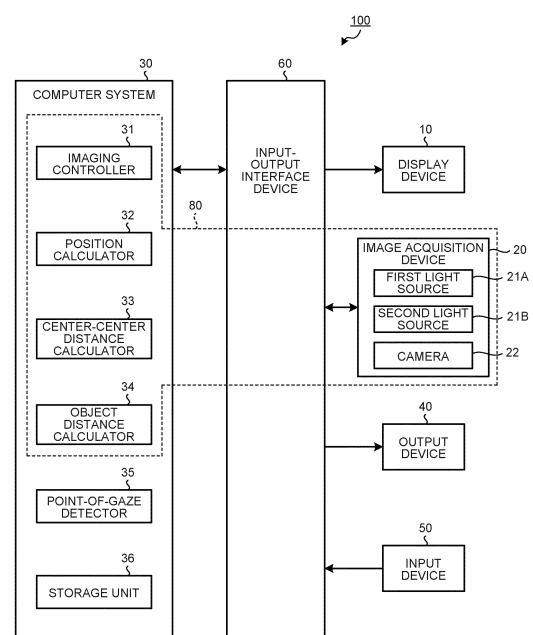 100
30
60
COMPUTER SYSTEM
31
IMAGING
CONTROLLER
INPUT-
OUTPUT
INTERFACE
DEVICE
10
DISPLAY
DEVICE
80
32
POSITION
CALCULATOR
IMAGE ACQUISITION
DEVICE
20
FIRST LIGHT
SOURCE
21A
SECOND LIGHT
SOURCE
21B
CAMERA
22
33
CENTER-CENTER
DISTANCE
CALCULATOR
34
OBJECT
DISTANCE
CALCULATOR
40
OUTPUT
DEVICE
35
POINT-OF-GAZE
DETECTOR
50
INPUT
DEVICE
36
STORAGE UNIT